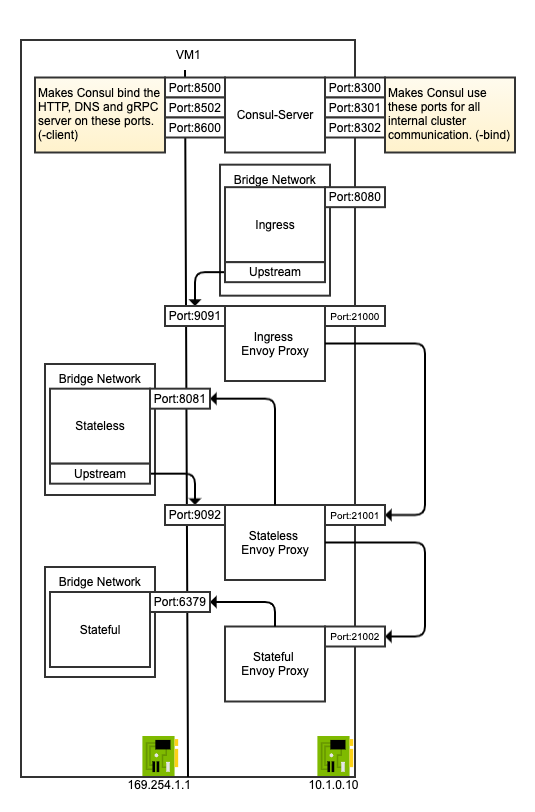 VM1
Makes Consul bind the
HTTP, DNS and gRPC
server on these ports.
(-client)
Port:8500
Port:8502
Port:8600
Consul-Server
Port:8300
Port:8301
Port:8302
Makes Consul use
these ports for all
internal cluster
communication. (-bind)
Bridge Network
Port:8080
Ingress
Upstream
Port:9091
Ingress
Envoy Proxy
Port:21000
Bridge Network
Port:8081
Stateless
Upstream
Port:9092
Stateless
Envoy Proxy
Port:21001
Bridge Network
Port:6379
Stateful
Stateful
Envoy Proxy
Port:21002
169.254.1.1
10.1.0.10